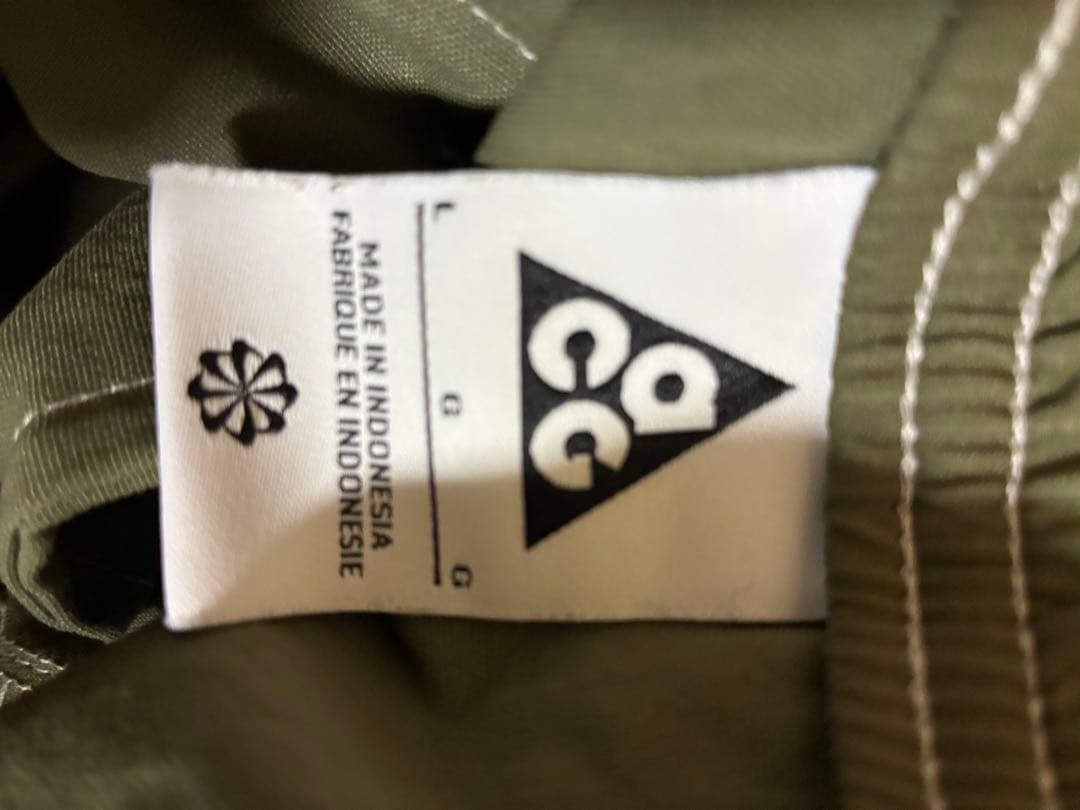 acG
L G G
MADE IN INDONESIA
FABRIQUE EN INDONESIE